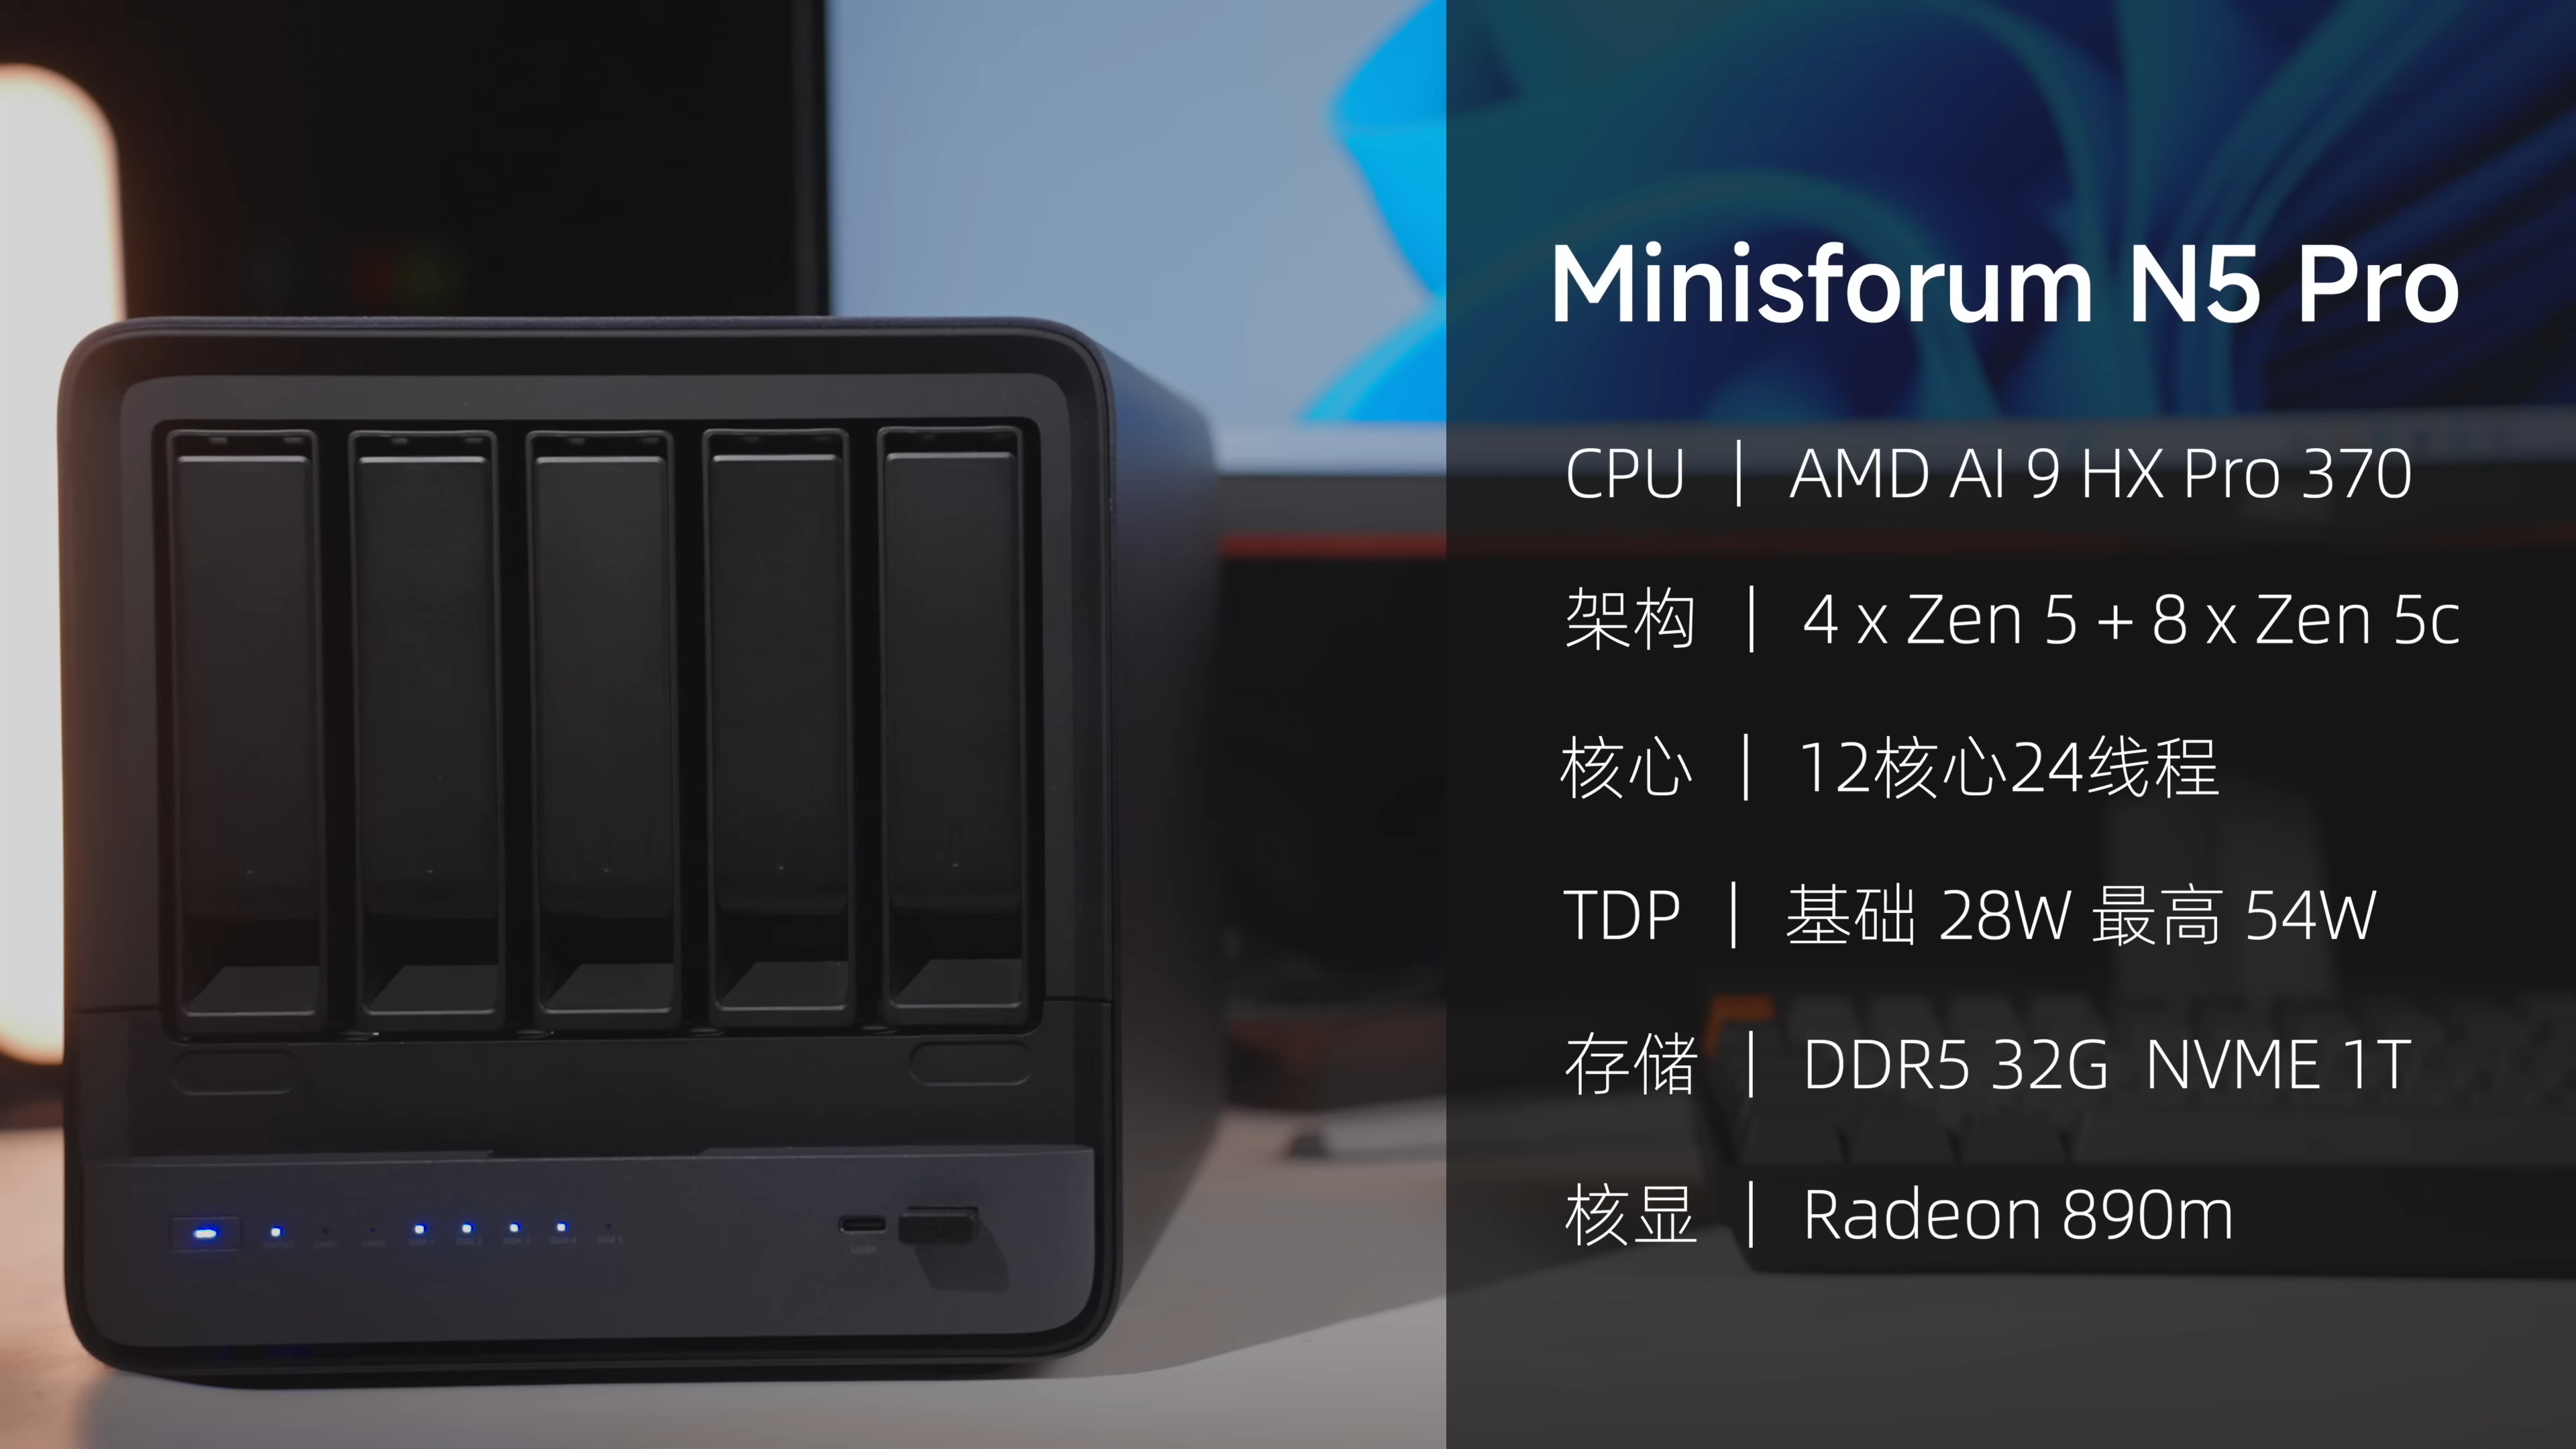 Minisforum N5 Pro
CPU | AMD AI 9 HX Pro 370
架构 | 4 x Zen 5 + 8 x Zen 5c
核心 | 12核心24线程
TDP | 基础 28W 最高 54W
存储 | DDR5 32G NVME 1T
核显 | Radeon 890m